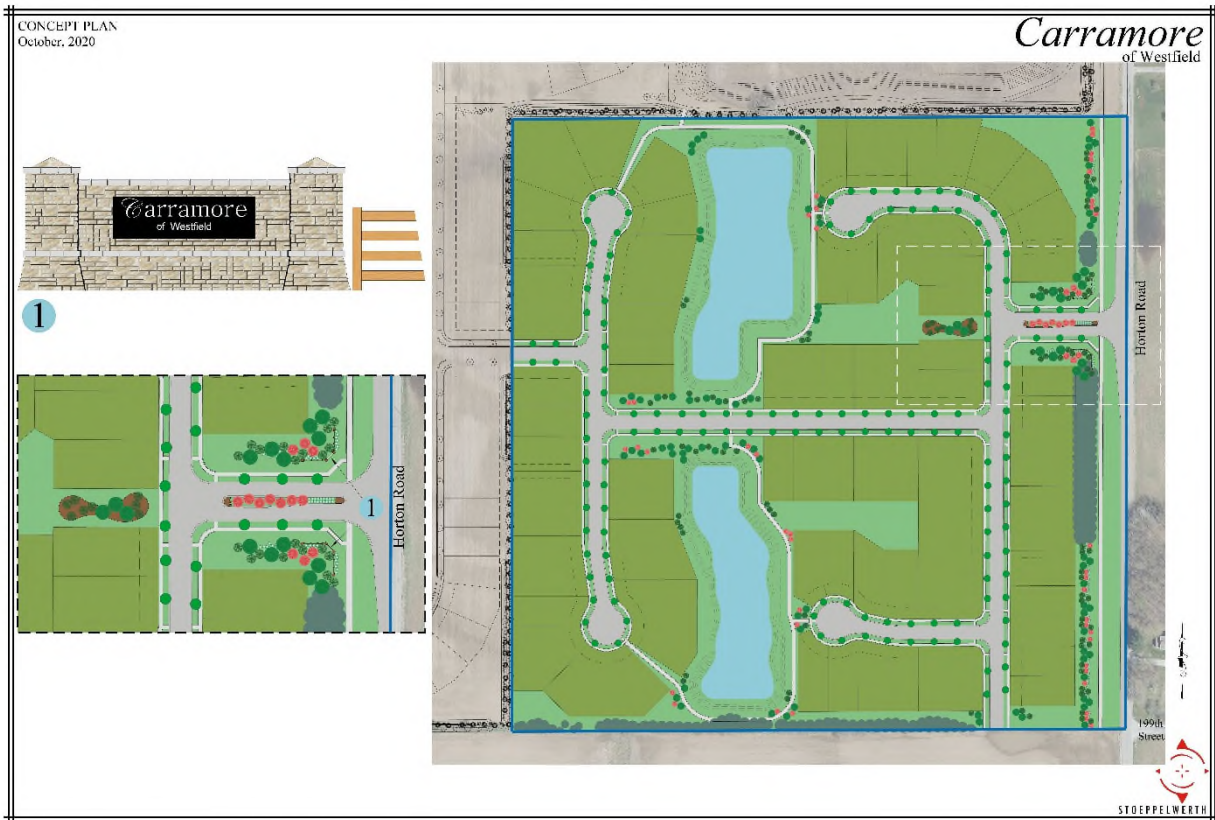 CONCEPT PLAN
October, 2020
Carramore
of Westfield
Carramore
of Westfield
1
1
Horton Road
Horton Road
199th
Street
STOEPPELWERTH